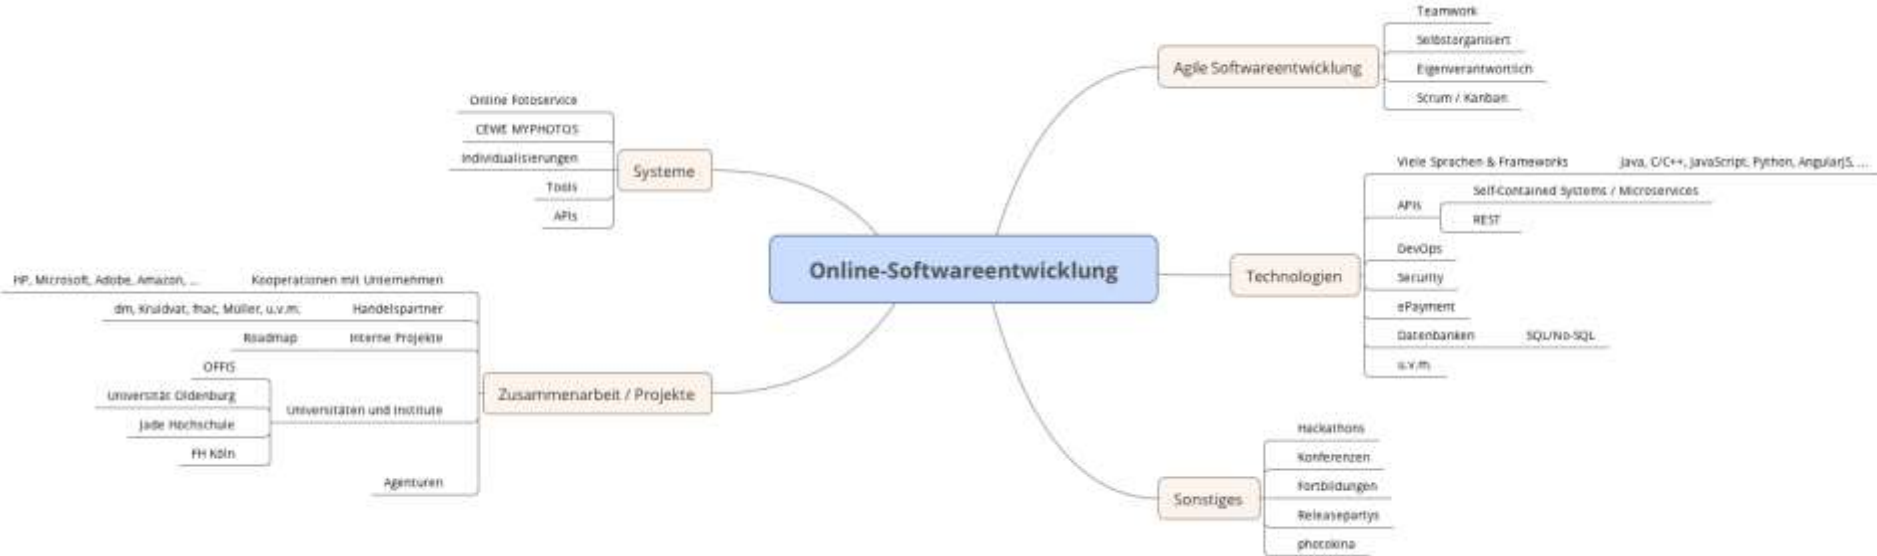 Online-Softwareentwicklung
Agile Softwareentwicklung
Teamwork
Selbstorganisiert
Eigenverantwortlich
Scrum / Kanban
Technologien
Viele Sprachen & Frameworks
Java, C/C++, JavaScript, Python, AngularJS, ...
APIs
Self-Contained Systems / Microservices
REST
DevOps
Security
ePayment
Datenbanken
SQL/No-SQL
u.v.m.
Sonstiges
Hackathons
Konferenzen
Fortbildungen
Releasepartys
photokina
Systeme
Online Fotoservice
CEWE MYPHOTOS
Individualisierungen
Tools
APIs
Zusammenarbeit / Projekte
Kooperationen mit Unternehmen
HP, Microsoft, Adobe, Amazon, ...
Handelspartner
dm, Kruidvat, fnac, Müller, u.v.m.
Interne Projekte
Roadmap
Universitäten und Institute
OFFIS
Universität Oldenburg
Jade Hochschule
FH Köln
Agenturen